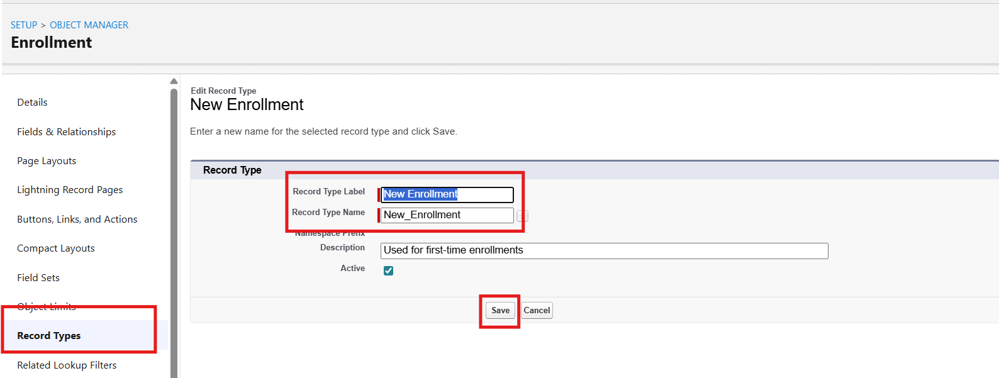 SETUP > OBJECT MANAGER
Enrollment
Details
Fields & Relationships
Page Layouts
Lightning Record Pages
Buttons, Links, and Actions
Compact Layouts
Field Sets
Object Limits
Record Types
Related Lookup Filters
Edit Record Type
New Enrollment
Enter a new name for the selected record type and click Save.
Record Type
Record Type Label New Enrollment
Record Type Name New_Enrollment
Namespace Prefix
Description Used for first-time enrollments
Active
Save Cancel